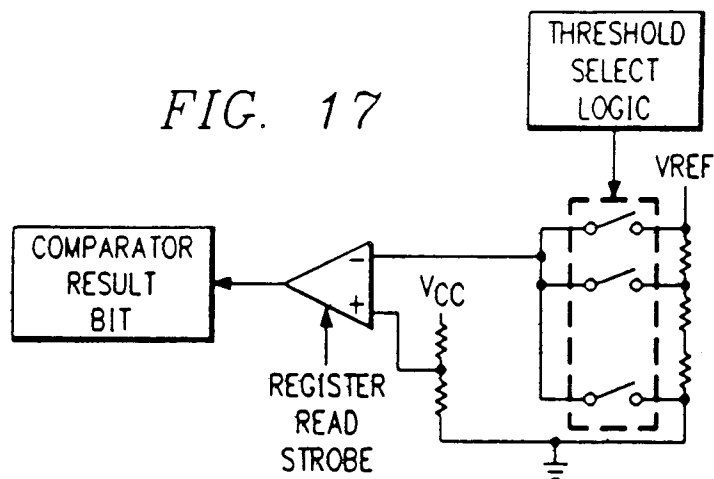 THRESHOLD
SELECT
LOGIC
FIG. 17
VREF
COMPARATOR
RESULT
BIT
−
+
VCC
REGISTER
READ
STROBE